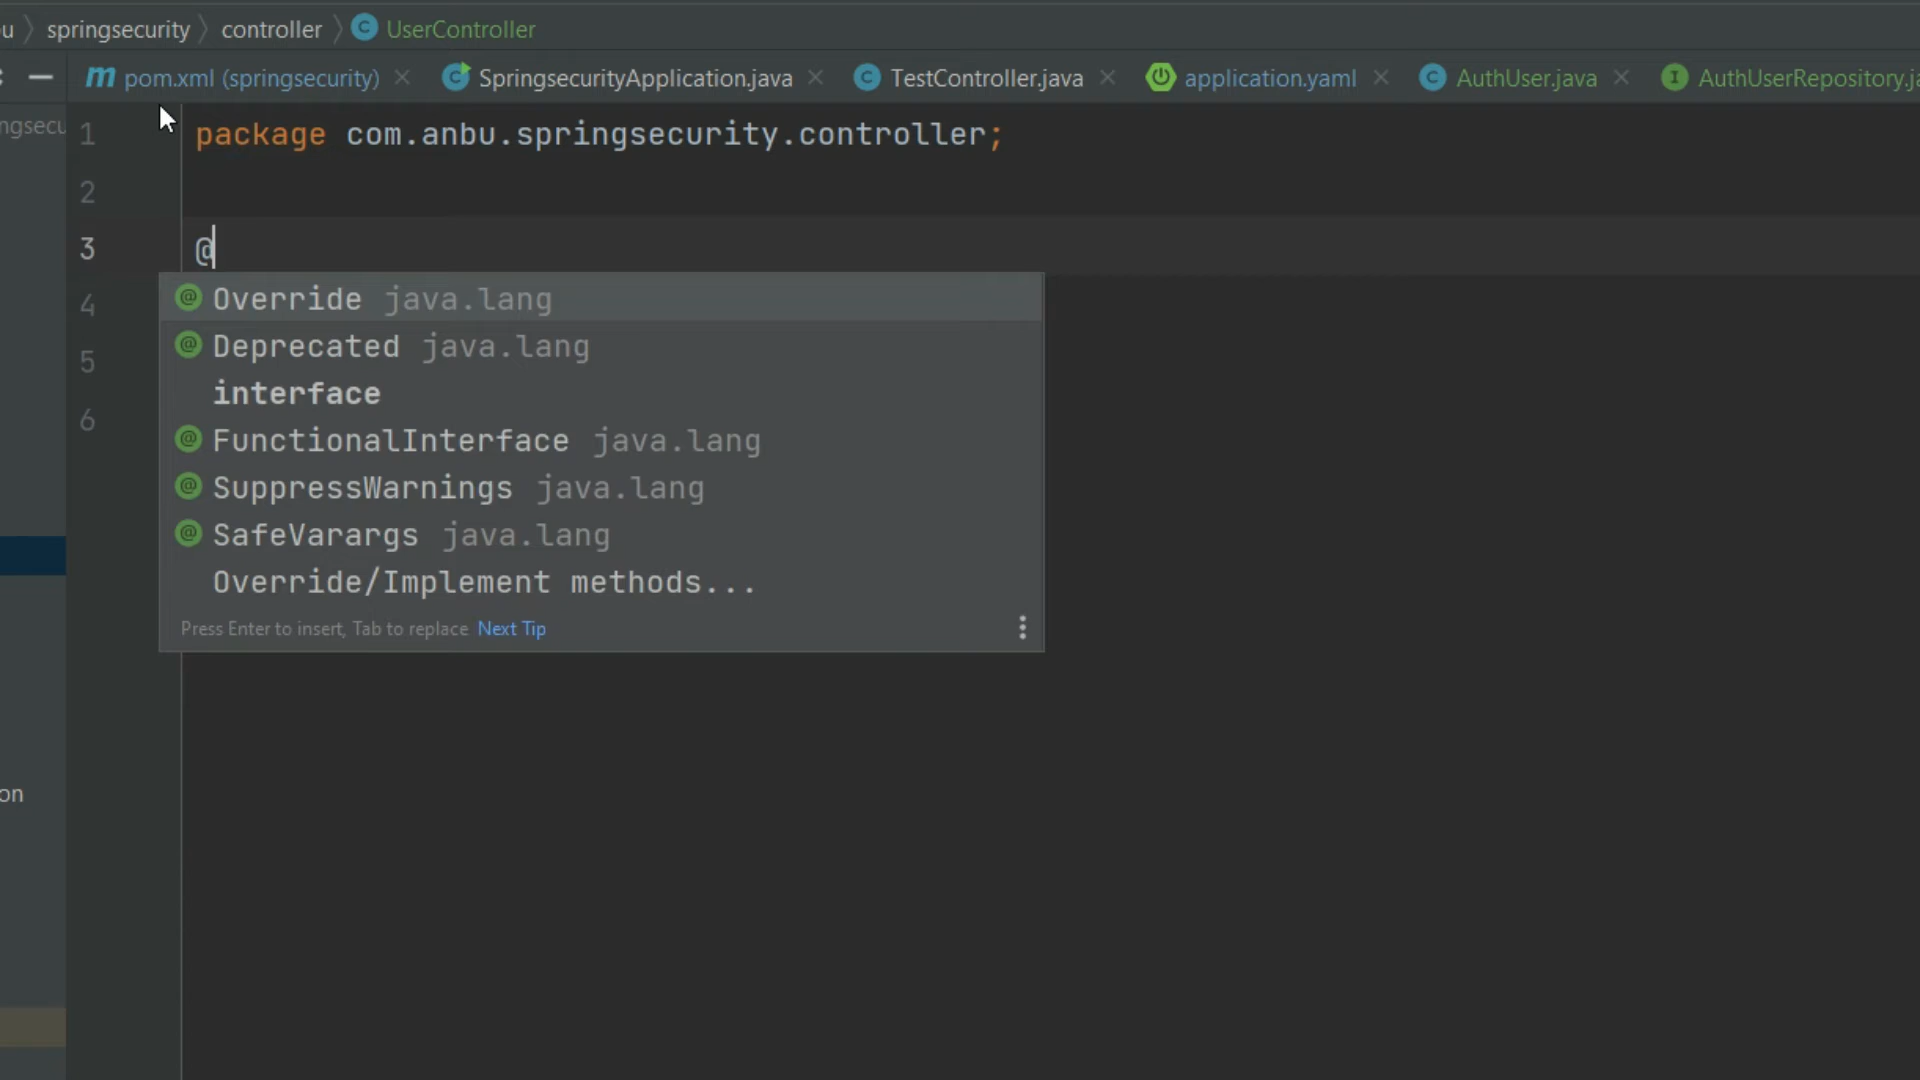 u springsecurity controller UserController
pom.xml (springsecurity) SpringsecurityApplication.java TestController.java application.yaml AuthUser.java AuthUserRepository.ja
ngsecu
1 package com.anbu.springsecurity.controller;
2
3 @
4
5
6
Override java.lang
Deprecated java.lang
interface
FunctionalInterface java.lang
SuppressWarnings java.lang
SafeVarargs java.lang
Override/Implement methods...
Press Enter to insert, Tab to replace Next Tip
on